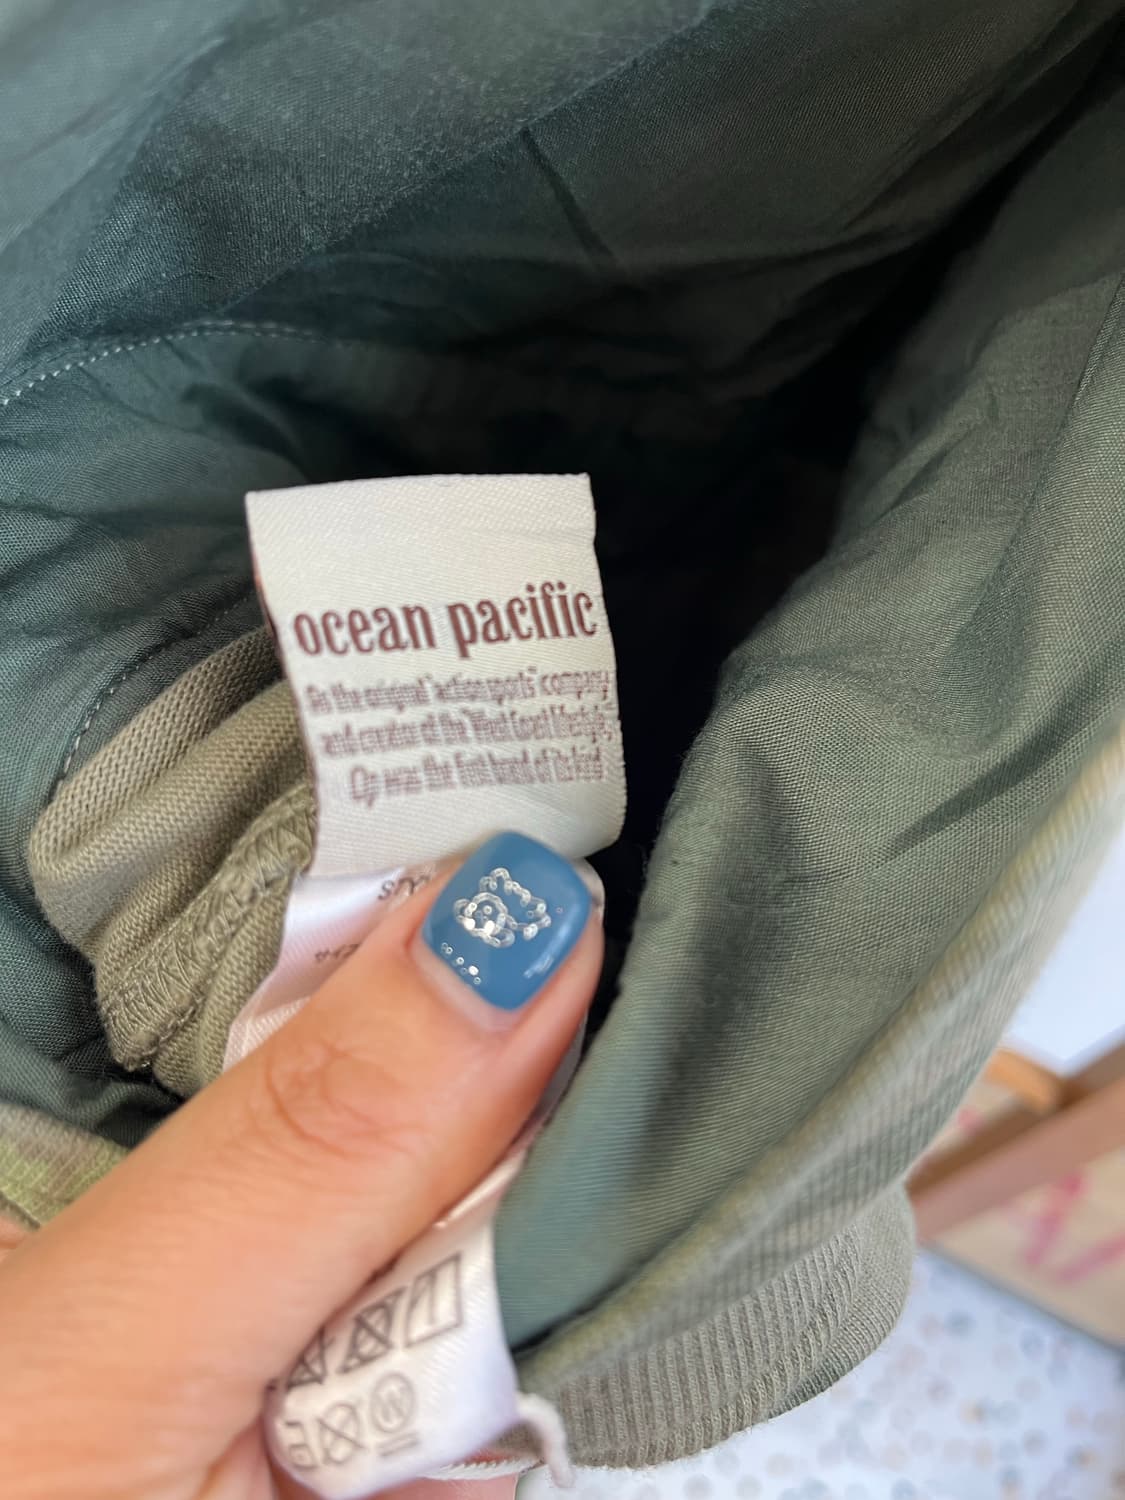 ocean pacific
As the original "action sports" company
and creator of the "West Coast lifestyle,"
Op was the first brand of its kind
W